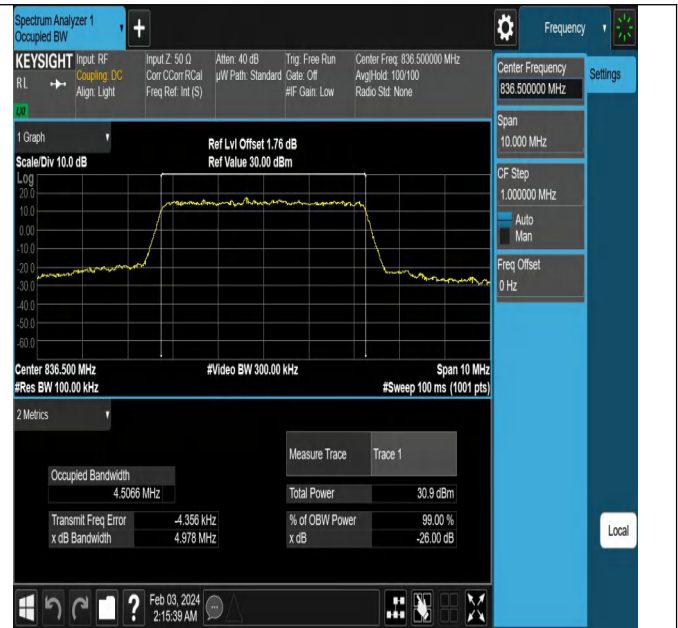 Spectrum Analyzer 1
Occupied BW
+
Frequency
KEYSIGHT
RL
LXI
Input: RF
Coupling: DC
Align: Light
Input Z: 50 Ω
Corr CCorr RCal
Freq Ref: Int (S)
Atten: 40 dB
µW Path: Standard
Trig: Free Run
Gate: Off
#IF Gain: Low
Center Freq: 836.500000 MHz
Avg|Hold: 100/100
Radio Std: None
Center Frequency
836.500000 MHz
Settings
Span
10.000 MHz
CF Step
1.000000 MHz
Auto
Man
Freq Offset
0 Hz
1 Graph
Scale/Div 10.0 dB
Ref Lvl Offset 1.76 dB
Ref Value 30.00 dBm
Log
20.0
10.0
0.00
-10.0
-20.0
-30.0
-40.0
-50.0
-60.0
Center 836.500 MHz
#Res BW 100.00 kHz
#Video BW 300.00 kHz
Span 10 MHz
#Sweep 100 ms (1001 pts)
2 Metrics
Measure Trace Trace 1
Occupied Bandwidth
4.5066 MHz
Total Power 30.9 dBm
Transmit Freq Error -4.356 kHz
% of OBW Power 99.00 %
x dB Bandwidth 4.978 MHz
x dB -26.00 dB
Local
?
Feb 03, 2024
2:15:39 AM